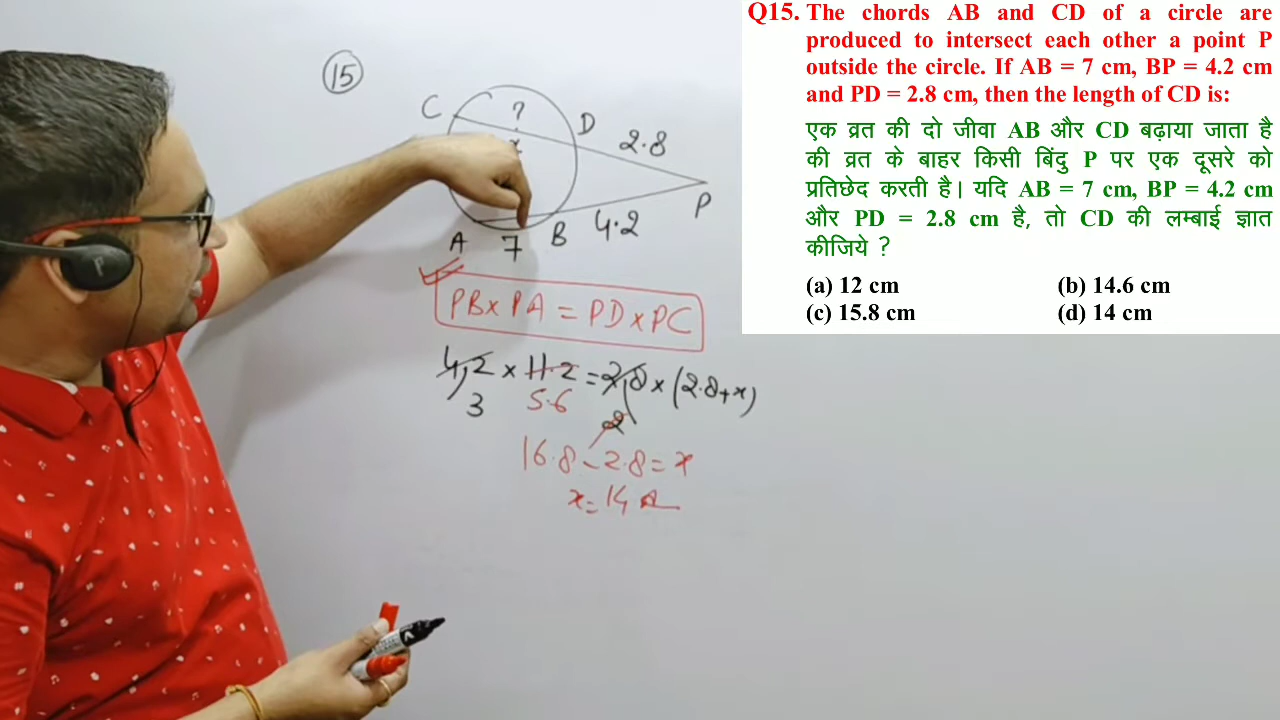 Q15. The chords AB and CD of a circle are
produced to intersect each other a point P
outside the circle. If AB = 7 cm, BP = 4.2 cm
and PD = 2.8 cm, then the length of CD is:
एक व्रत की दो जीवा AB और CD बढ़ाया जाता है
की व्रत के बाहर किसी बिंदु P पर एक दूसरे को
प्रतिछेद करती है। यदि AB = 7 cm, BP = 4.2 cm
और PD = 2.8 cm है, तो CD की लम्बाई ज्ञात
कीजिये ?
(a) 12 cm (b) 14.6 cm
(c) 15.8 cm (d) 14 cm
15
C ? D 2.8
x
P
A 7 B 4.2
PB x PA = PD x PC
4.2 x 11.2 = 2.8 x (2.8+x)
3 5.6 2
16.8 - 2.8 = x
x = 14